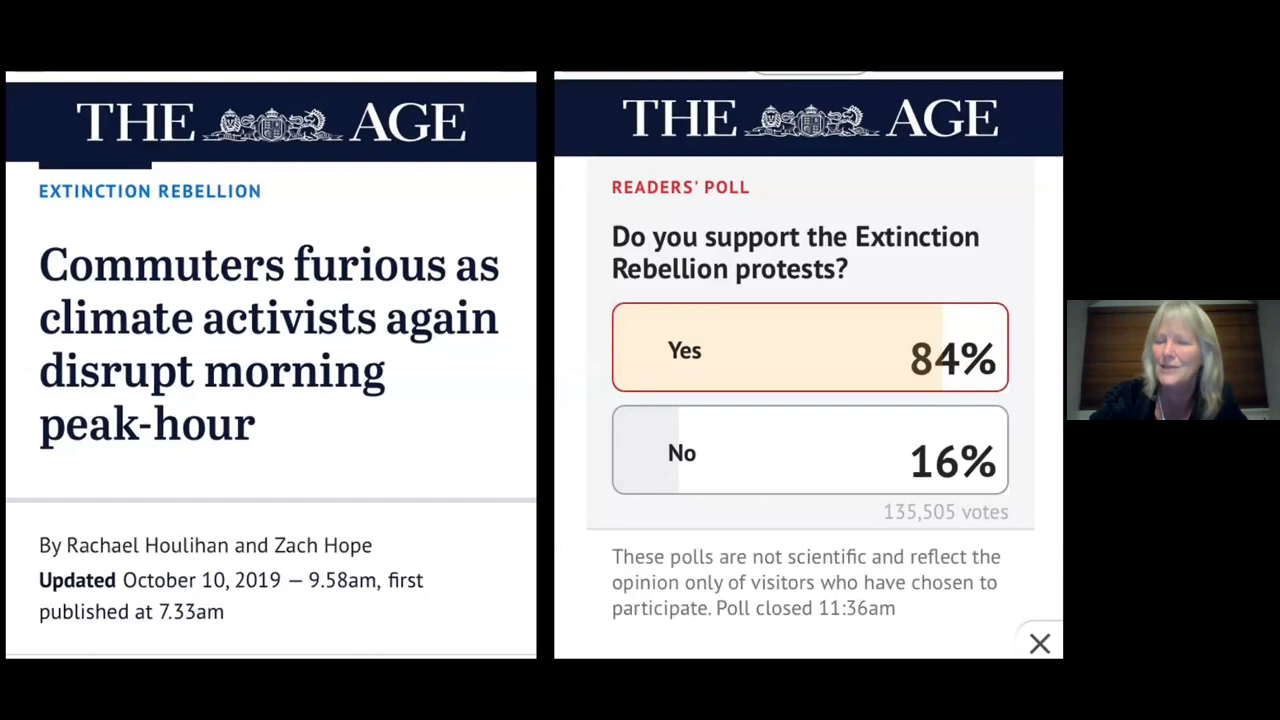 THE AGE
EXTINCTION REBELLION
Commuters furious as
climate activists again
disrupt morning
peak-hour
By Rachael Houlihan and Zach Hope
Updated October 10, 2019 — 9.58am, first
published at 7.33am
THE AGE
READERS' POLL
Do you support the Extinction
Rebellion protests?
Yes 84%
No 16%
135,505 votes
These polls are not scientific and reflect the
opinion only of visitors who have chosen to
participate. Poll closed 11:36am